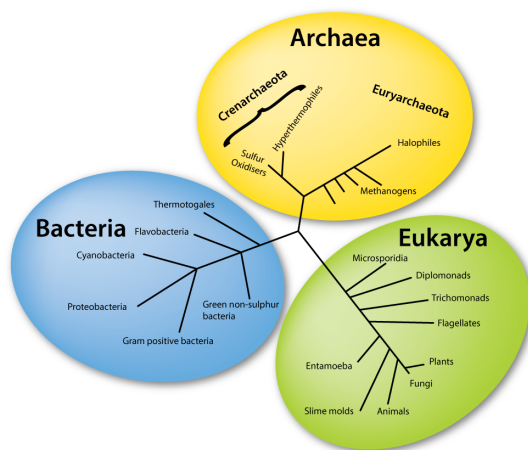 Archaea
Crenarchaeota
Hyperthermophiles
Euryarchaeota
Sulfur
Oxidisers
Halophiles
Methanogens
Bacteria
Thermotogales
Flavobacteria
Cyanobacteria
Proteobacteria
Green non-sulphur
bacteria
Gram positive bacteria
Eukarya
Microsporidia
Diplomonads
Trichomonads
Flagellates
Entamoeba
Plants
Fungi
Slime molds
Animals